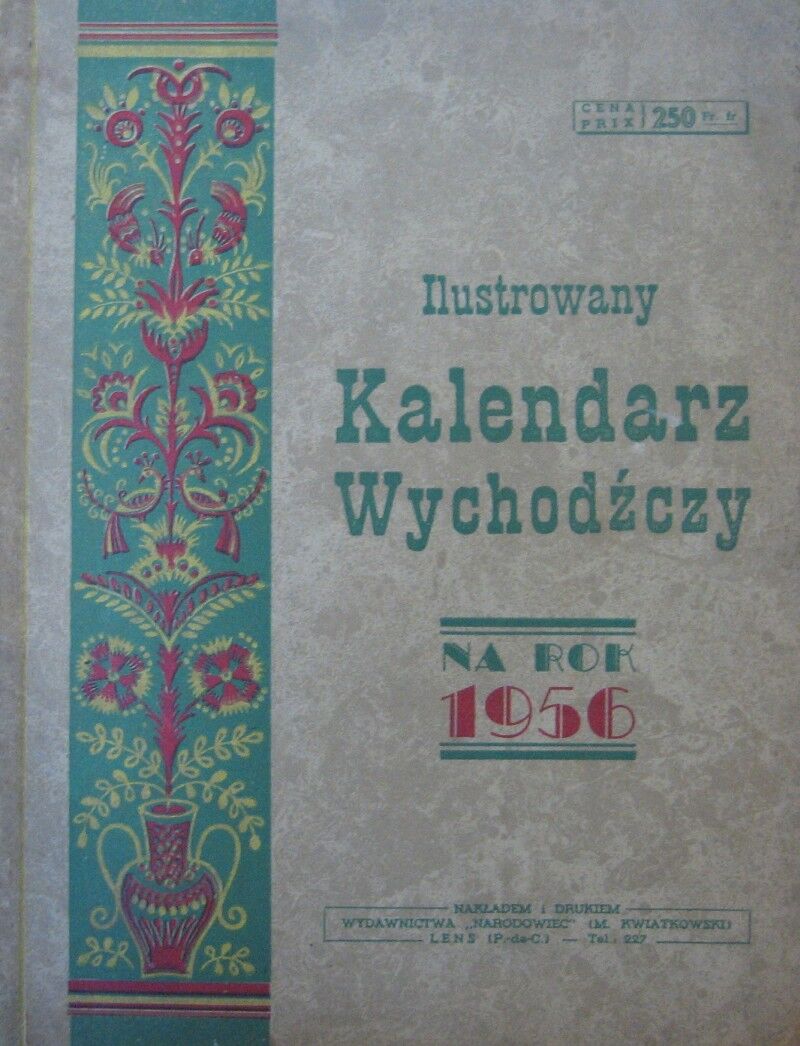 CENA
PRIX 250 Fr. fr
Ilustrowany
Kalendarz
Wychodźczy
NA ROK
1956
NAKŁADEM i DRUKIEM
WYDAWNICTWA „NARODOWIEC” (M. KWIATKOWSKI)
LENS (P.-de-C.) — Tel.: 227